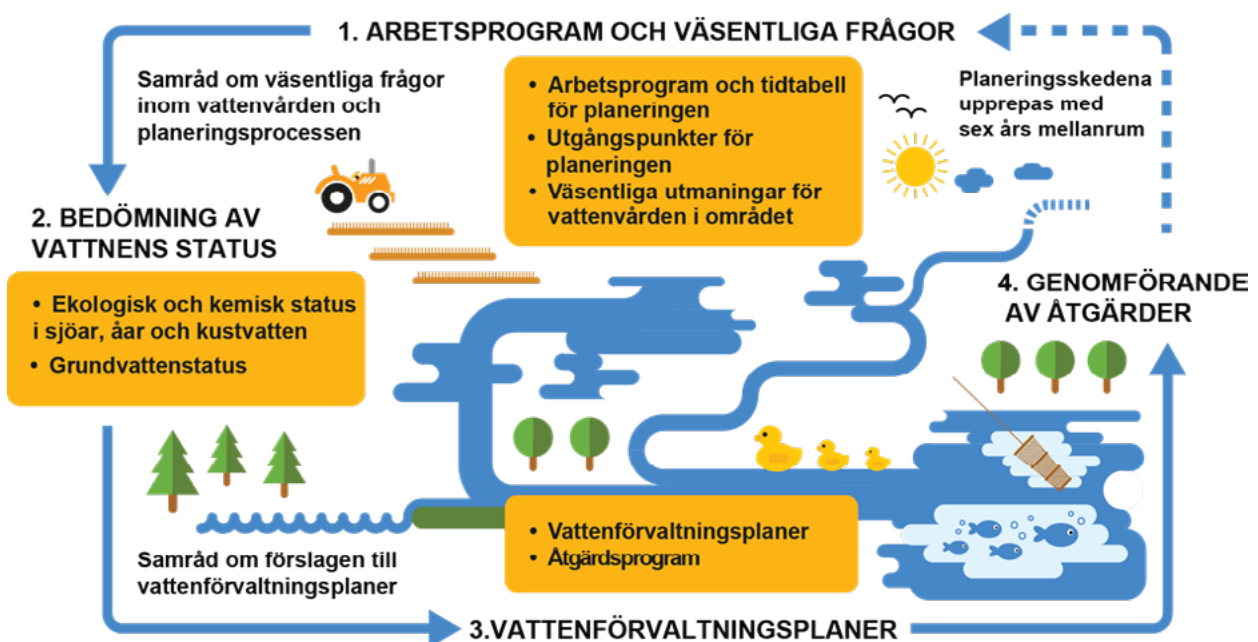 1. ARBETSPROGRAM OCH VÄSENTLIGA FRÅGOR
Samråd om väsentliga frågor
inom vattenvården och
planeringsprocessen
• Arbetsprogram och tidtabell
för planeringen
• Utgångspunkter för
planeringen
• Väsentliga utmaningar för
vattenvården i området
Planeringsskedena
upprepas med
sex års mellanrum
2. BEDÖMNING AV
VATTNENS STATUS
• Ekologisk och kemisk status
i sjöar, åar och kustvatten
• Grundvattenstatus
4. GENOMFÖRANDE
AV ÅTGÄRDER
Samråd om förslagen till
vattenförvaltningsplaner
• Vattenförvaltningsplaner
• Åtgärdsprogram
3.VATTENFÖRVALTNINGSPLANER